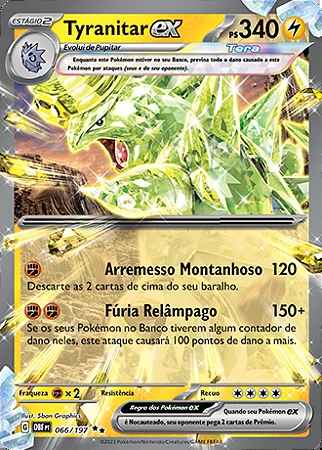 ESTÁGIO 2
Tyranitar ex
PS 340
Evolui de Pupitar
Tera
Enquanto este Pokémon estiver no seu Banco, previna todo o dano causado a este
Pokémon por ataques (seus e do seu oponente).
Arremesso Montanhoso 120
Descarte as 2 cartas de cima do seu baralho.
Fúria Relâmpago 150+
Se os seus Pokémon no Banco tiverem algum contador de
dano neles, este ataque causará 100 pontos de dano a mais.
Fraqueza ×2 Resistência Recuo
Regra dos Pokémon ex
Quando seu Pokémon ex
é Nocauteado, seu oponente pega 2 cartas de Prêmio.
Ilust. 5ban Graphics
G OBF PT 066/197
©2023 Pokémon/Nintendo/Creatures/GAME FREAK